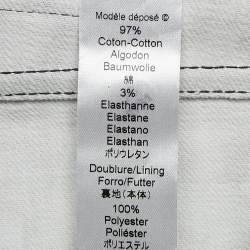 Modèle déposé ©
97%
Coton-Cotton
Algodon
Baumwolle
綿
3%
Elasthanne
Elastane
Elastano
Elasthan
ポリウレタン
Doublure/Lining
Forro/Futter
裏地(本体)
100%
Polyester
Poliéster
ポリエステル